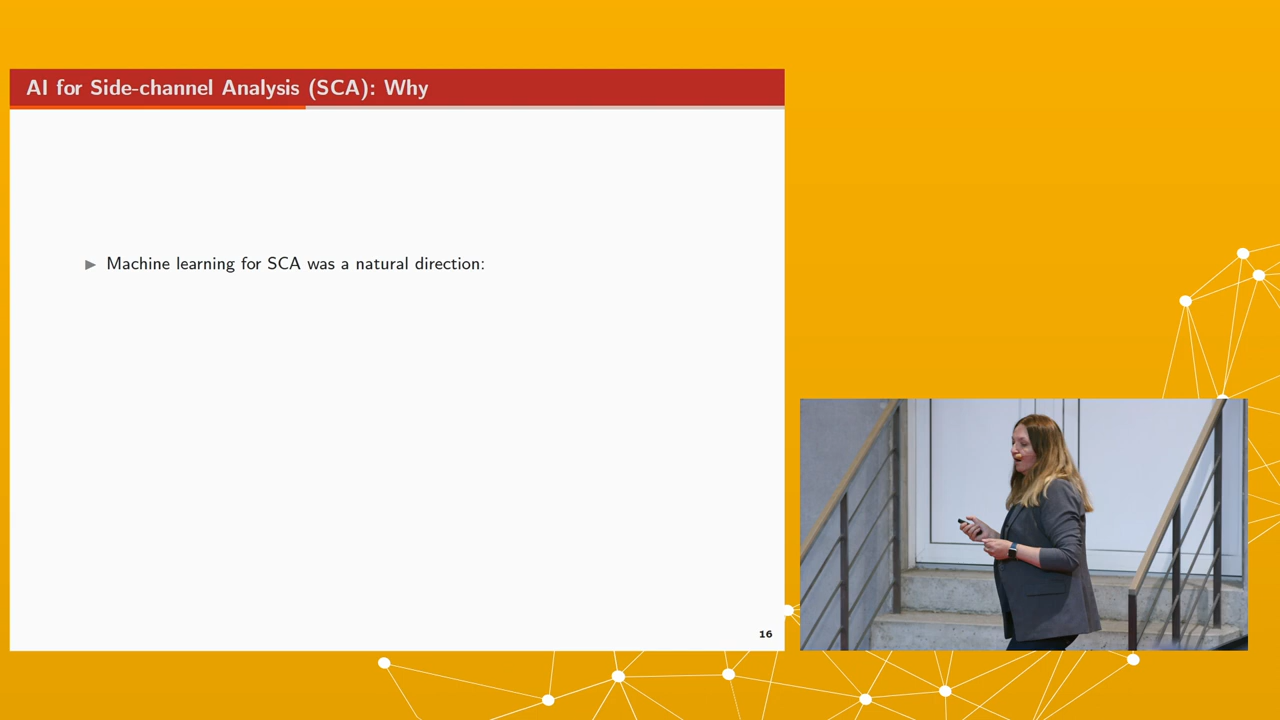 AI for Side-channel Analysis (SCA): Why
▶ Machine learning for SCA was a natural direction:
16